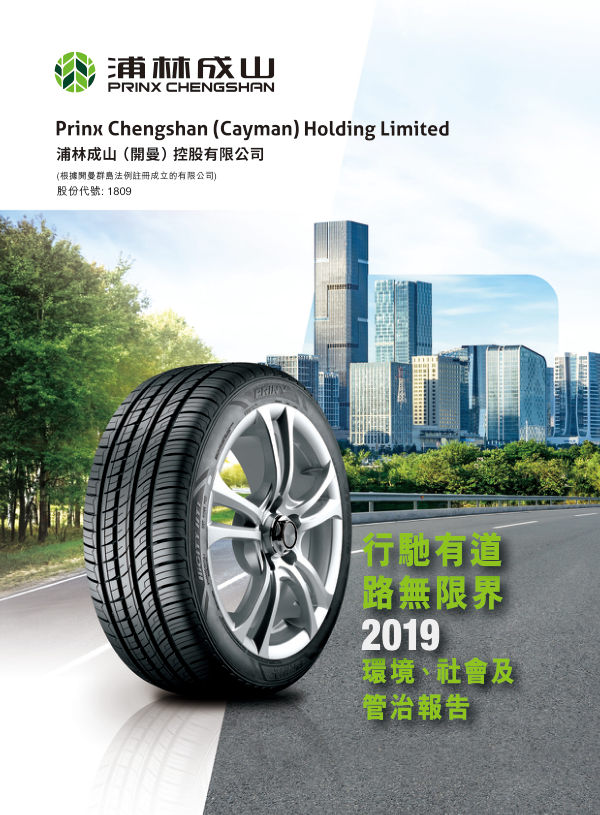 浦林成山
PRINX CHENGSHAN
Prinx Chengshan (Cayman) Holding Limited
浦林成山（開曼）控股有限公司
(根據開曼群島法例註冊成立的有限公司)
股份代號: 1809
PRINX
行馳有道
路無限界
2019
環境、社會及
管治報告